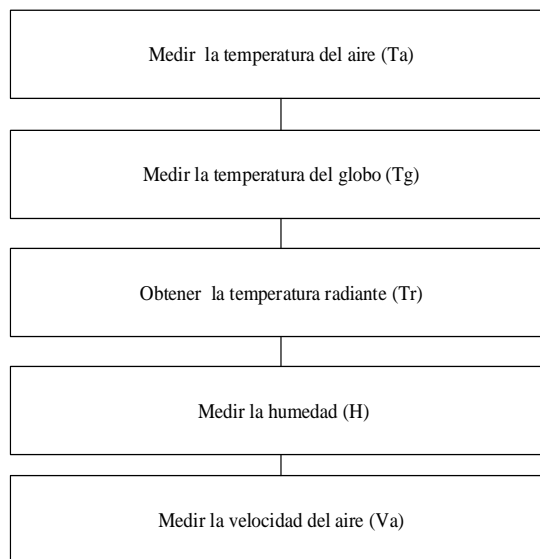 Medir la temperatura del aire (Ta)
Medir la temperatura del globo (Tg)
Obtener la temperatura radiante (Tr)
Medir la humedad (H)
Medir la velocidad del aire (Va)